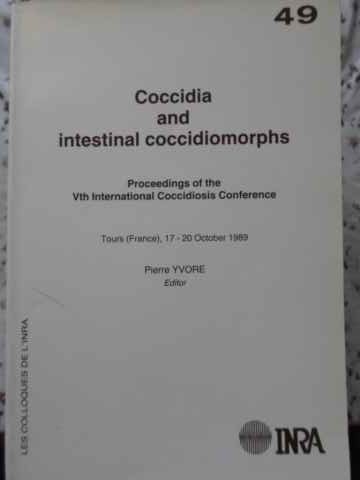 49
Coccidia
and
intestinal coccidiomorphs
Proceedings of the
Vth International Coccidiosis Conference
Tours (France), 17 - 20 October 1989
Pierre YVORE
Editor
LES COLLOQUES DE L'INRA
INRA